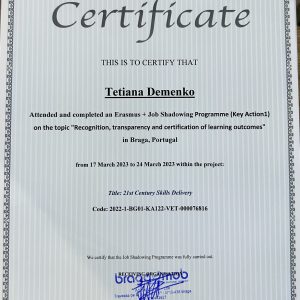 Certificate
THIS IS TO CERTIFY THAT
Tetiana Demenko
Attended and completed an Erasmus + Job Shadowing Programme (Key Action1)
on the topic "Recognition, transparency and certification of learning outcomes"
in Braga, Portugal
from 17 March 2023 to 24 March 2023 within the project:
Title: 21st Century Skills Delivery
Code: 2022-1-BG01-KA122-VET-000076816
We certify that the Job Shadowing Programme was fully carried out.
RECEIVING ORGANISATION
bragamob